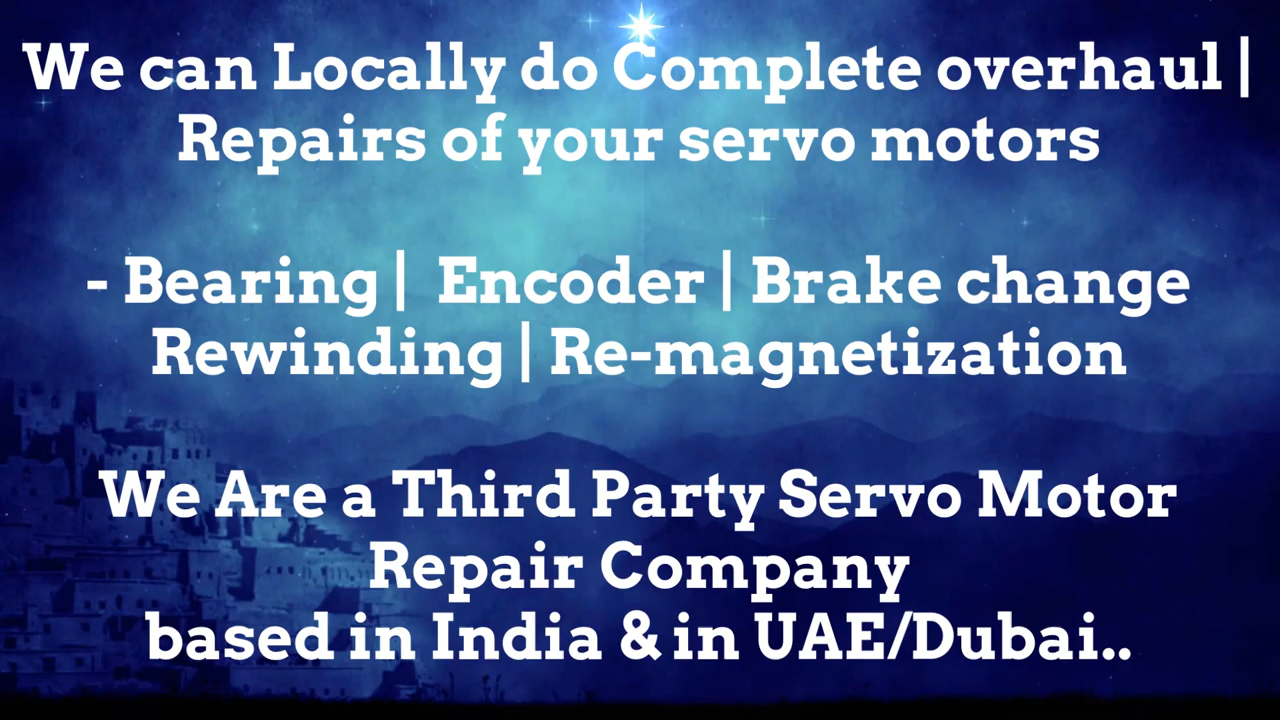 We can Locally do Complete overhaul |
Repairs of your servo motors
- Bearing | Encoder | Brake change
Rewinding | Re-magnetization
We Are a Third Party Servo Motor
Repair Company
based in India & in UAE/Dubai..